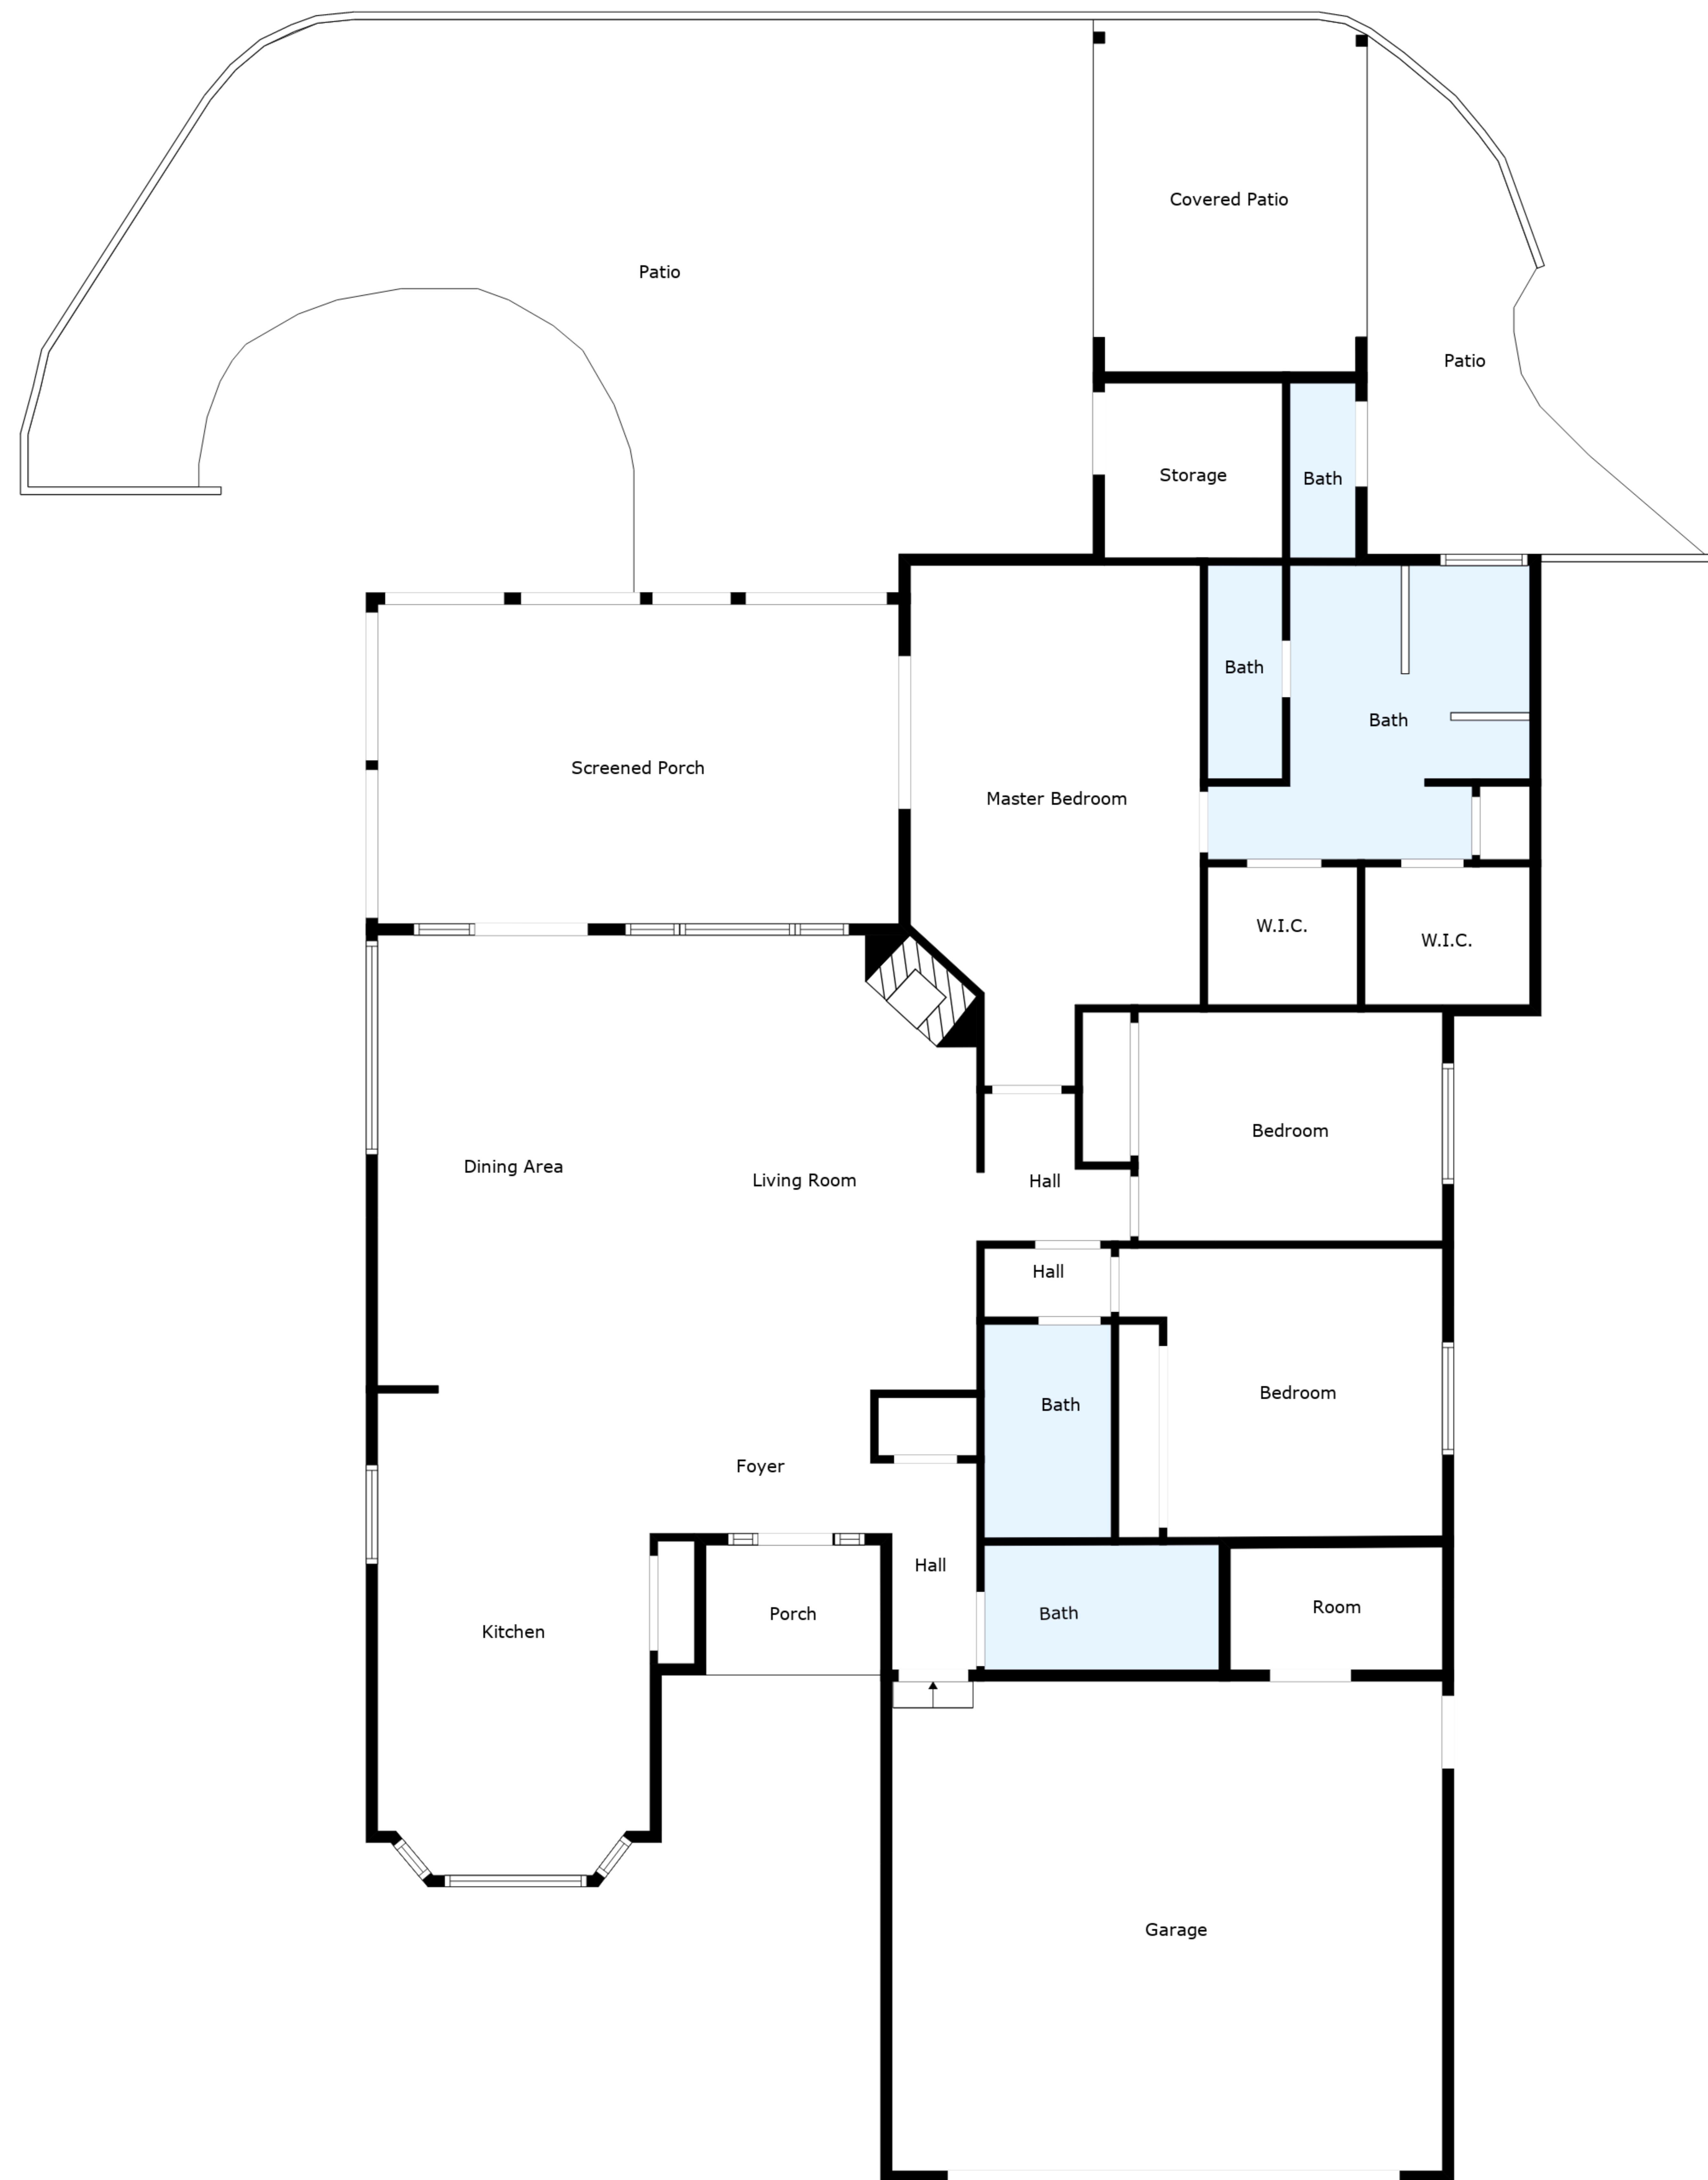 Covered Patio
Patio
Patio
Storage
Bath
Bath
Bath
Screened Porch
Master Bedroom
W.I.C.
W.I.C.
Bedroom
Dining Area
Living Room
Hall
Hall
Bedroom
Bath
Foyer
Hall
Room
Bath
Porch
Kitchen
Garage